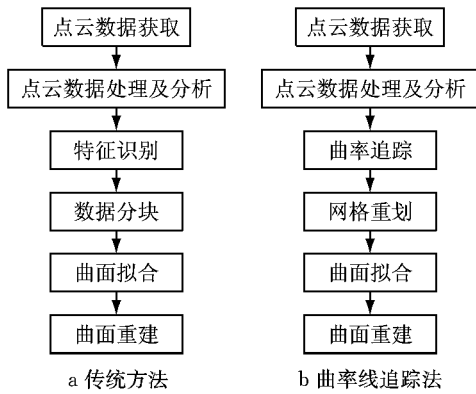 点云数据获取
点云数据处理及分析
特征识别
数据分块
曲面拟合
曲面重建
a 传统方法
点云数据获取
点云数据处理及分析
曲率追踪
网格重划
曲面拟合
曲面重建
b 曲率线追踪法